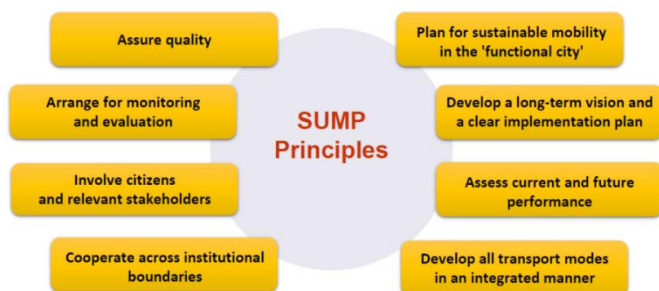 Assure quality
Plan for sustainable mobility
in the 'functional city'
Arrange for monitoring
and evaluation
SUMP
Principles
Develop a long-term vision and
a clear implementation plan
Involve citizens
and relevant stakeholders
Assess current and future
performance
Cooperate across institutional
boundaries
Develop all transport modes
in an integrated manner